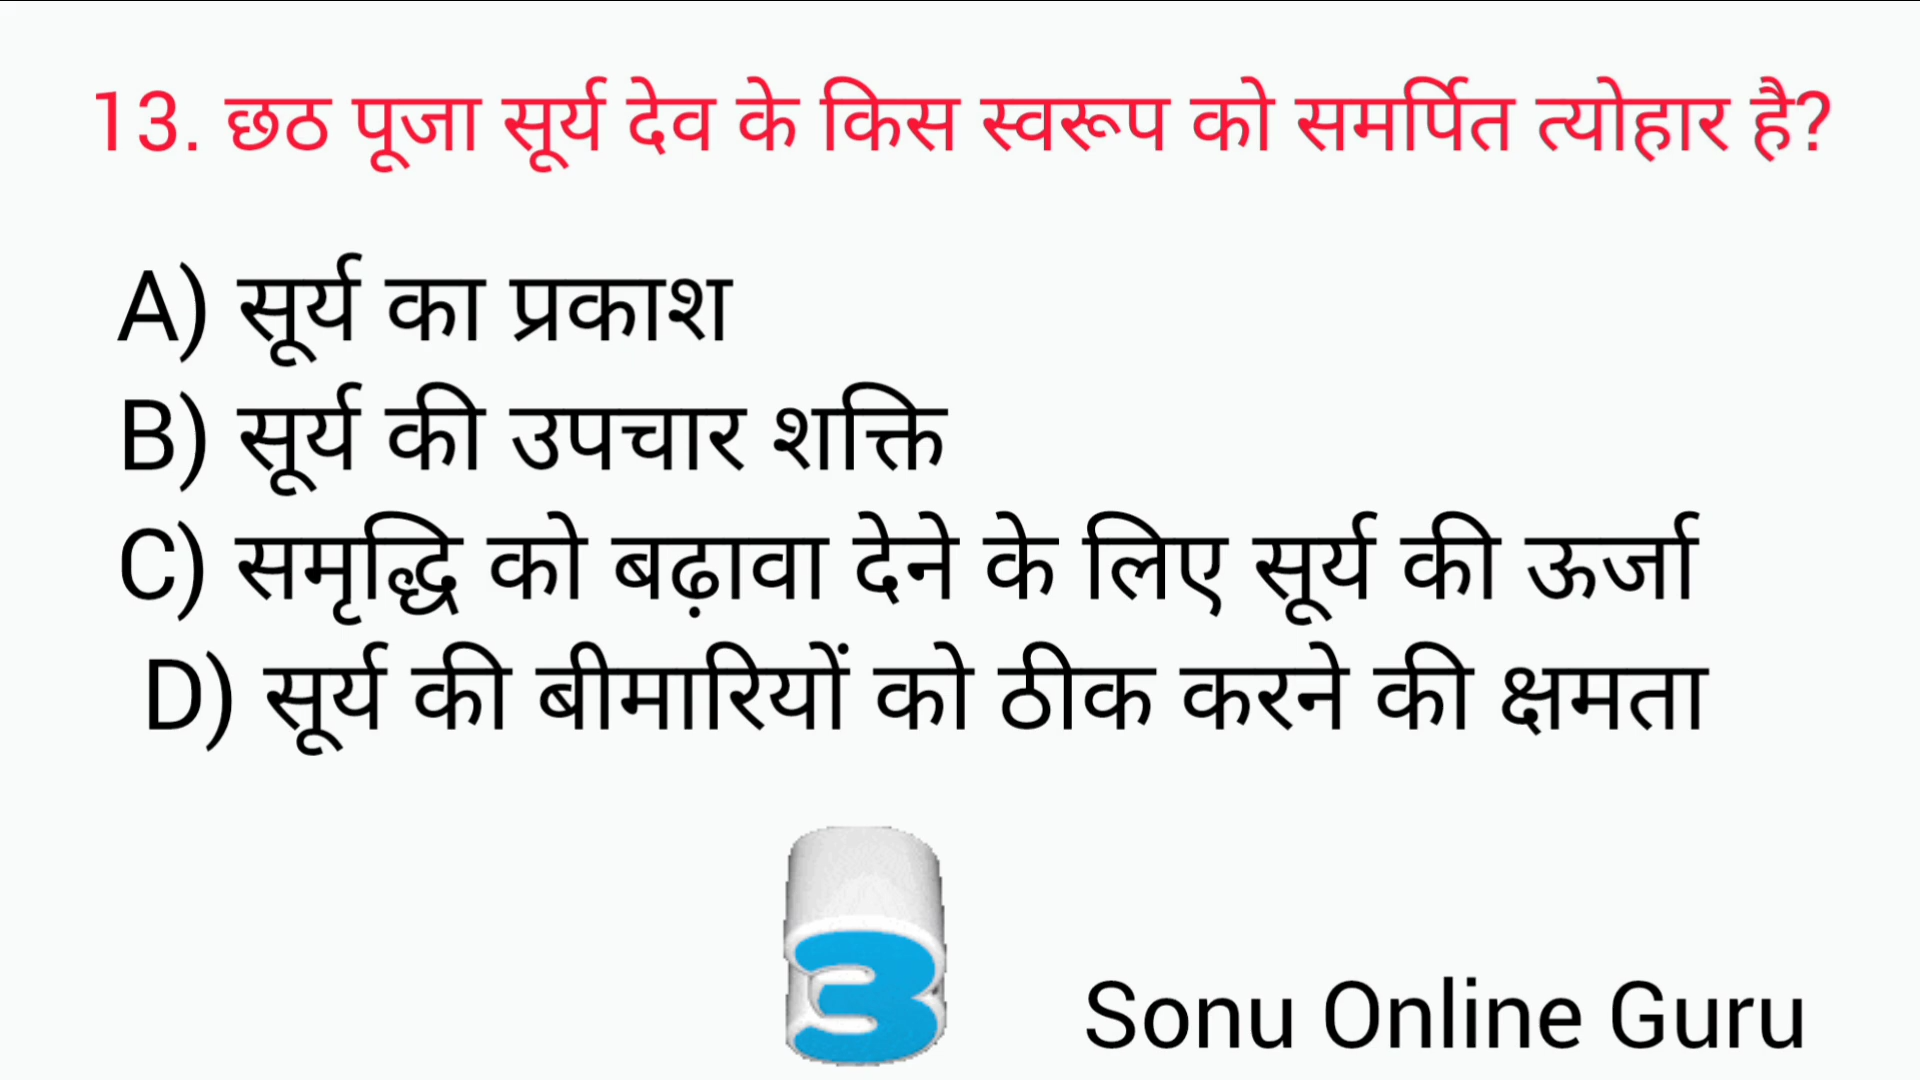 13. छठ पूजा सूर्य देव के किस स्वरूप को समर्पित त्योहार है?
A) सूर्य का प्रकाश
B) सूर्य की उपचार शक्ति
C) समृद्धि को बढ़ावा देने के लिए सूर्य की ऊर्जा
D) सूर्य की बीमारियों को ठीक करने की क्षमता
3
Sonu Online Guru